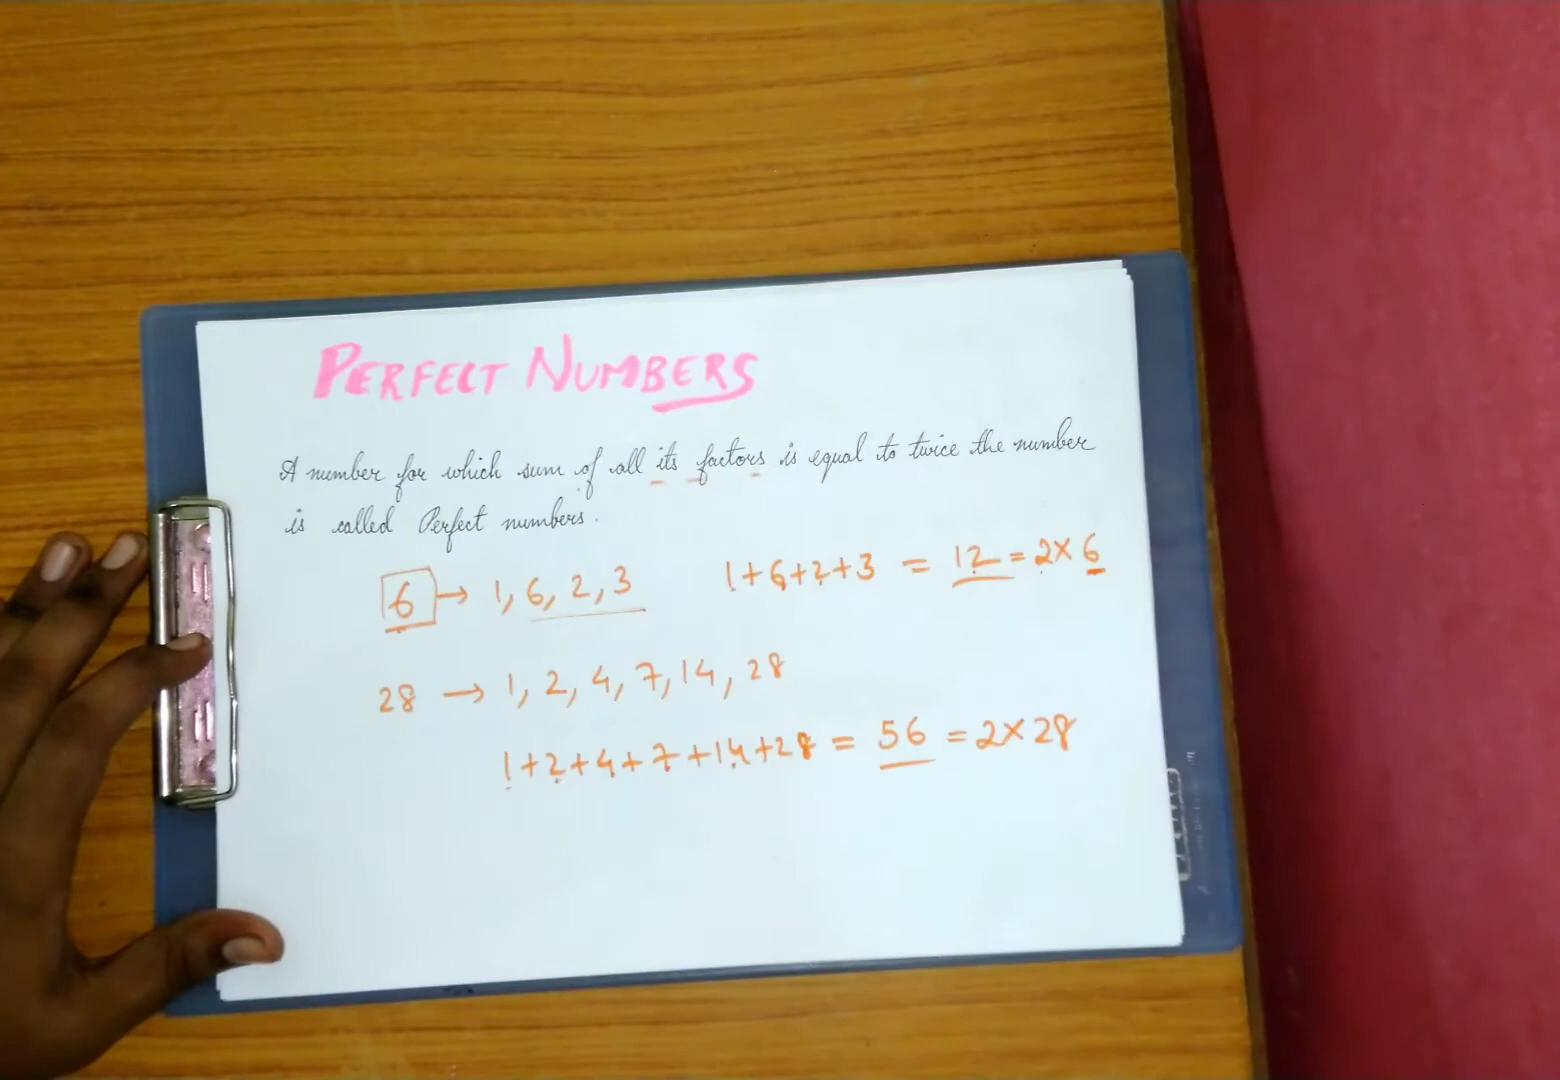 PERFECT NUMBERS
A number for which sum of all its factors is equal to twice the number
is called Perfect numbers.
6 → 1, 6, 2, 3 1+6+2+3 = 12 = 2×6
28 → 1, 2, 4, 7, 14, 28
1+2+4+7+14+28 = 56 = 2×28